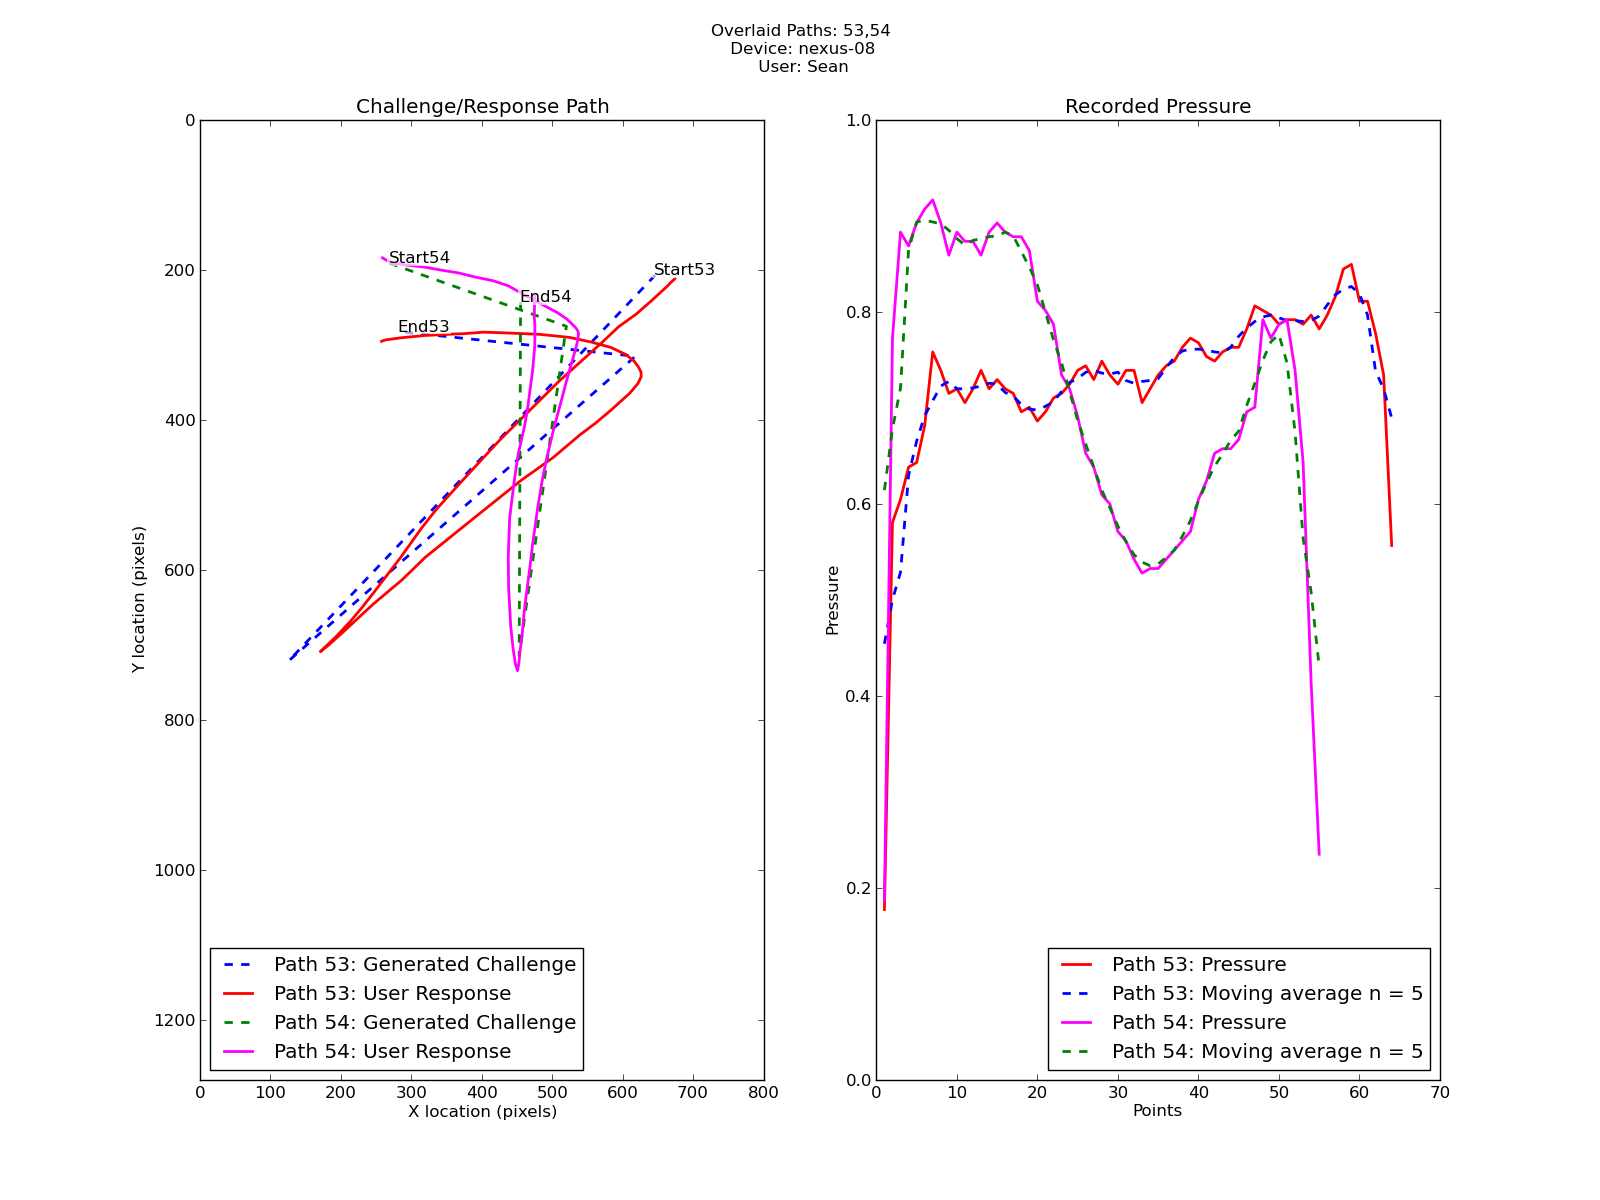 Overlaid Paths: 53,54
Device: nexus-08
User: Sean
Challenge/Response Path
0
200
400
600
800
1000
1200
Y location (pixels)
Start54
Start53
End54
End53
Path 53: Generated Challenge
Path 53: User Response
Path 54: Generated Challenge
Path 54: User Response
0 100 200 300 400 500 600 700 800
X location (pixels)
Recorded Pressure
1.0
0.8
0.6
0.4
0.2
0.0
Pressure
Path 53: Pressure
Path 53: Moving average n = 5
Path 54: Pressure
Path 54: Moving average n = 5
0 10 20 30 40 50 60 70
Points